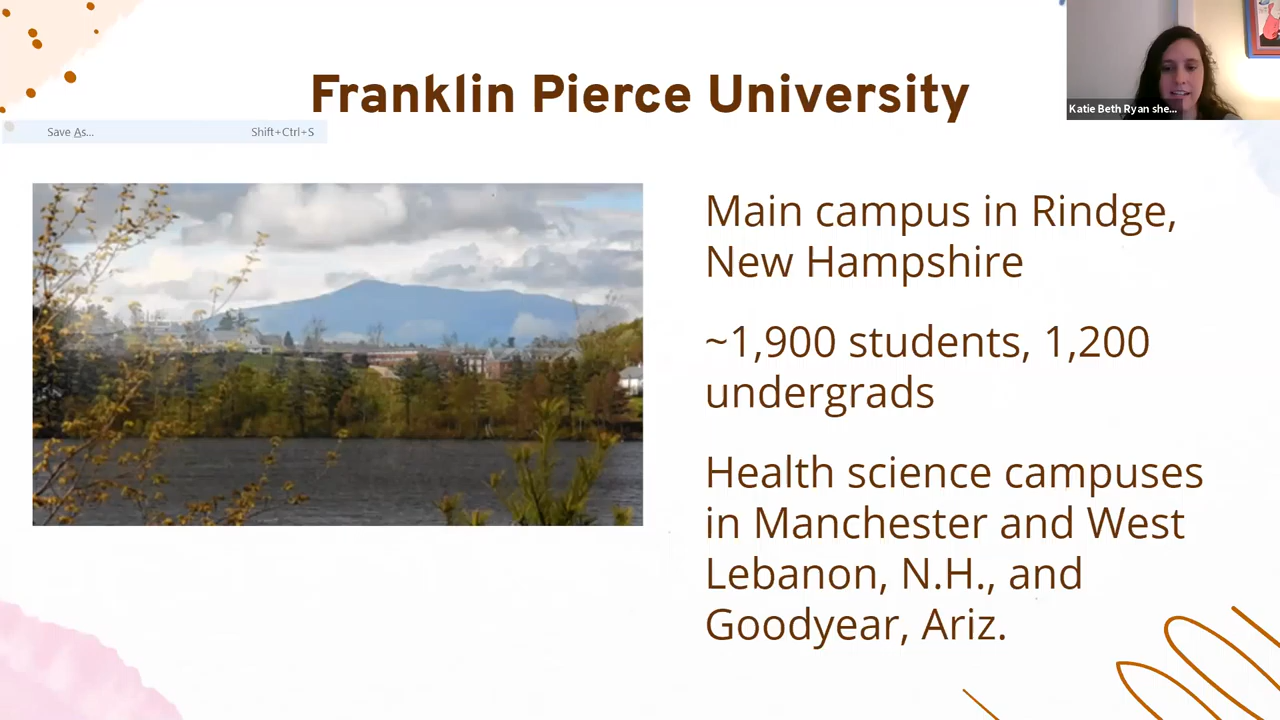 Franklin Pierce University
Katie Beth Ryan she...
Save As... Shift+Ctrl+S
Main campus in Rindge,
New Hampshire
~1,900 students, 1,200
undergrads
Health science campuses
in Manchester and West
Lebanon, N.H., and
Goodyear, Ariz.